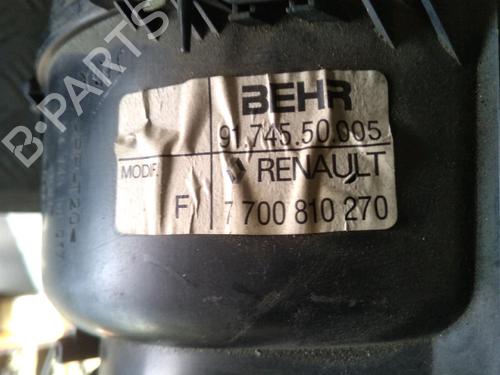 BEHR
91.745.50.005
MODIF. RENAULT
F 7 700 810 270
B-PARTS